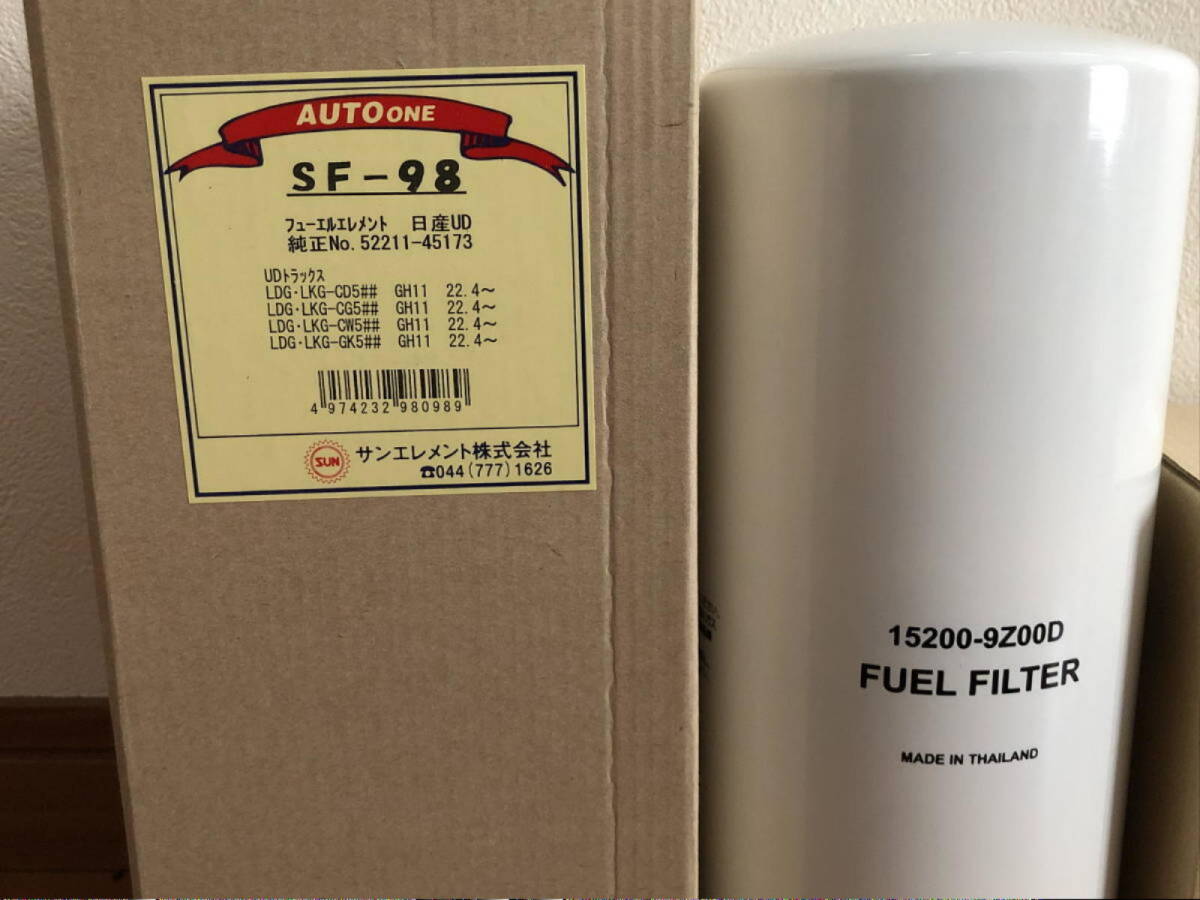 AUTO ONE
SF-98
ﾌｭｰｴﾙｴﾚﾒﾝﾄ 日産UD
純正No. 52211-45173
UDﾄﾗｯｸｽ
LDG･LKG-CD5## GH11 22.4～
LDG･LKG-CG5## GH11 22.4～
LDG･LKG-CW5## GH11 22.4～
LDG･LKG-GK5## GH11 22.4～
4 974232 980989
SUN サンエレメント株式会社
☎044(777)1626
15200-9Z00D
FUEL FILTER
MADE IN THAILAND